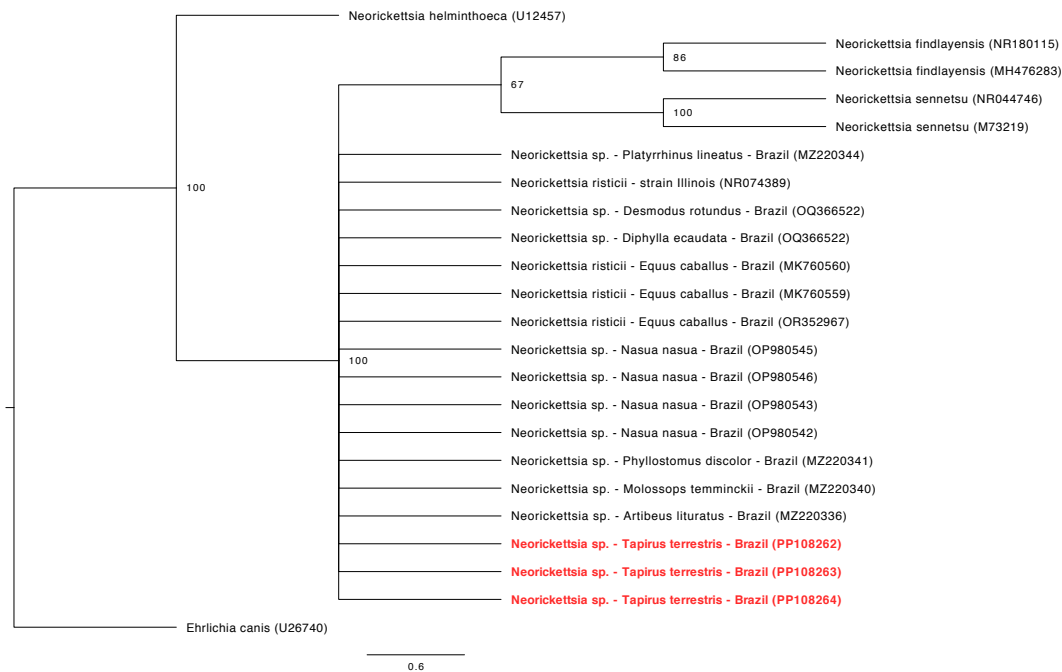 Neorickettsia helminthoeca (U12457)
Neorickettsia findlayensis (NR180115)
86
Neorickettsia findlayensis (MH476283)
67
Neorickettsia sennetsu (NR044746)
100
Neorickettsia sennetsu (M73219)
Neorickettsia sp. - Platyrrhinus lineatus - Brazil (MZ220344)
Neorickettsia risticii - strain Illinois (NR074389)
100
Neorickettsia sp. - Desmodus rotundus - Brazil (OQ366522)
Neorickettsia sp. - Diphylla ecaudata - Brazil (OQ366522)
Neorickettsia risticii - Equus caballus - Brazil (MK760560)
Neorickettsia risticii - Equus caballus - Brazil (MK760559)
Neorickettsia risticii - Equus caballus - Brazil (OR352967)
Neorickettsia sp. - Nasua nasua - Brazil (OP980545)
100
Neorickettsia sp. - Nasua nasua - Brazil (OP980546)
Neorickettsia sp. - Nasua nasua - Brazil (OP980543)
Neorickettsia sp. - Nasua nasua - Brazil (OP980542)
Neorickettsia sp. - Phyllostomus discolor - Brazil (MZ220341)
Neorickettsia sp. - Molossops temminckii - Brazil (MZ220340)
Neorickettsia sp. - Artibeus lituratus - Brazil (MZ220336)
Neorickettsia sp. - Tapirus terrestris - Brazil (PP108262)
Neorickettsia sp. - Tapirus terrestris - Brazil (PP108263)
Neorickettsia sp. - Tapirus terrestris - Brazil (PP108264)
Ehrlichia canis (U26740)
0.6